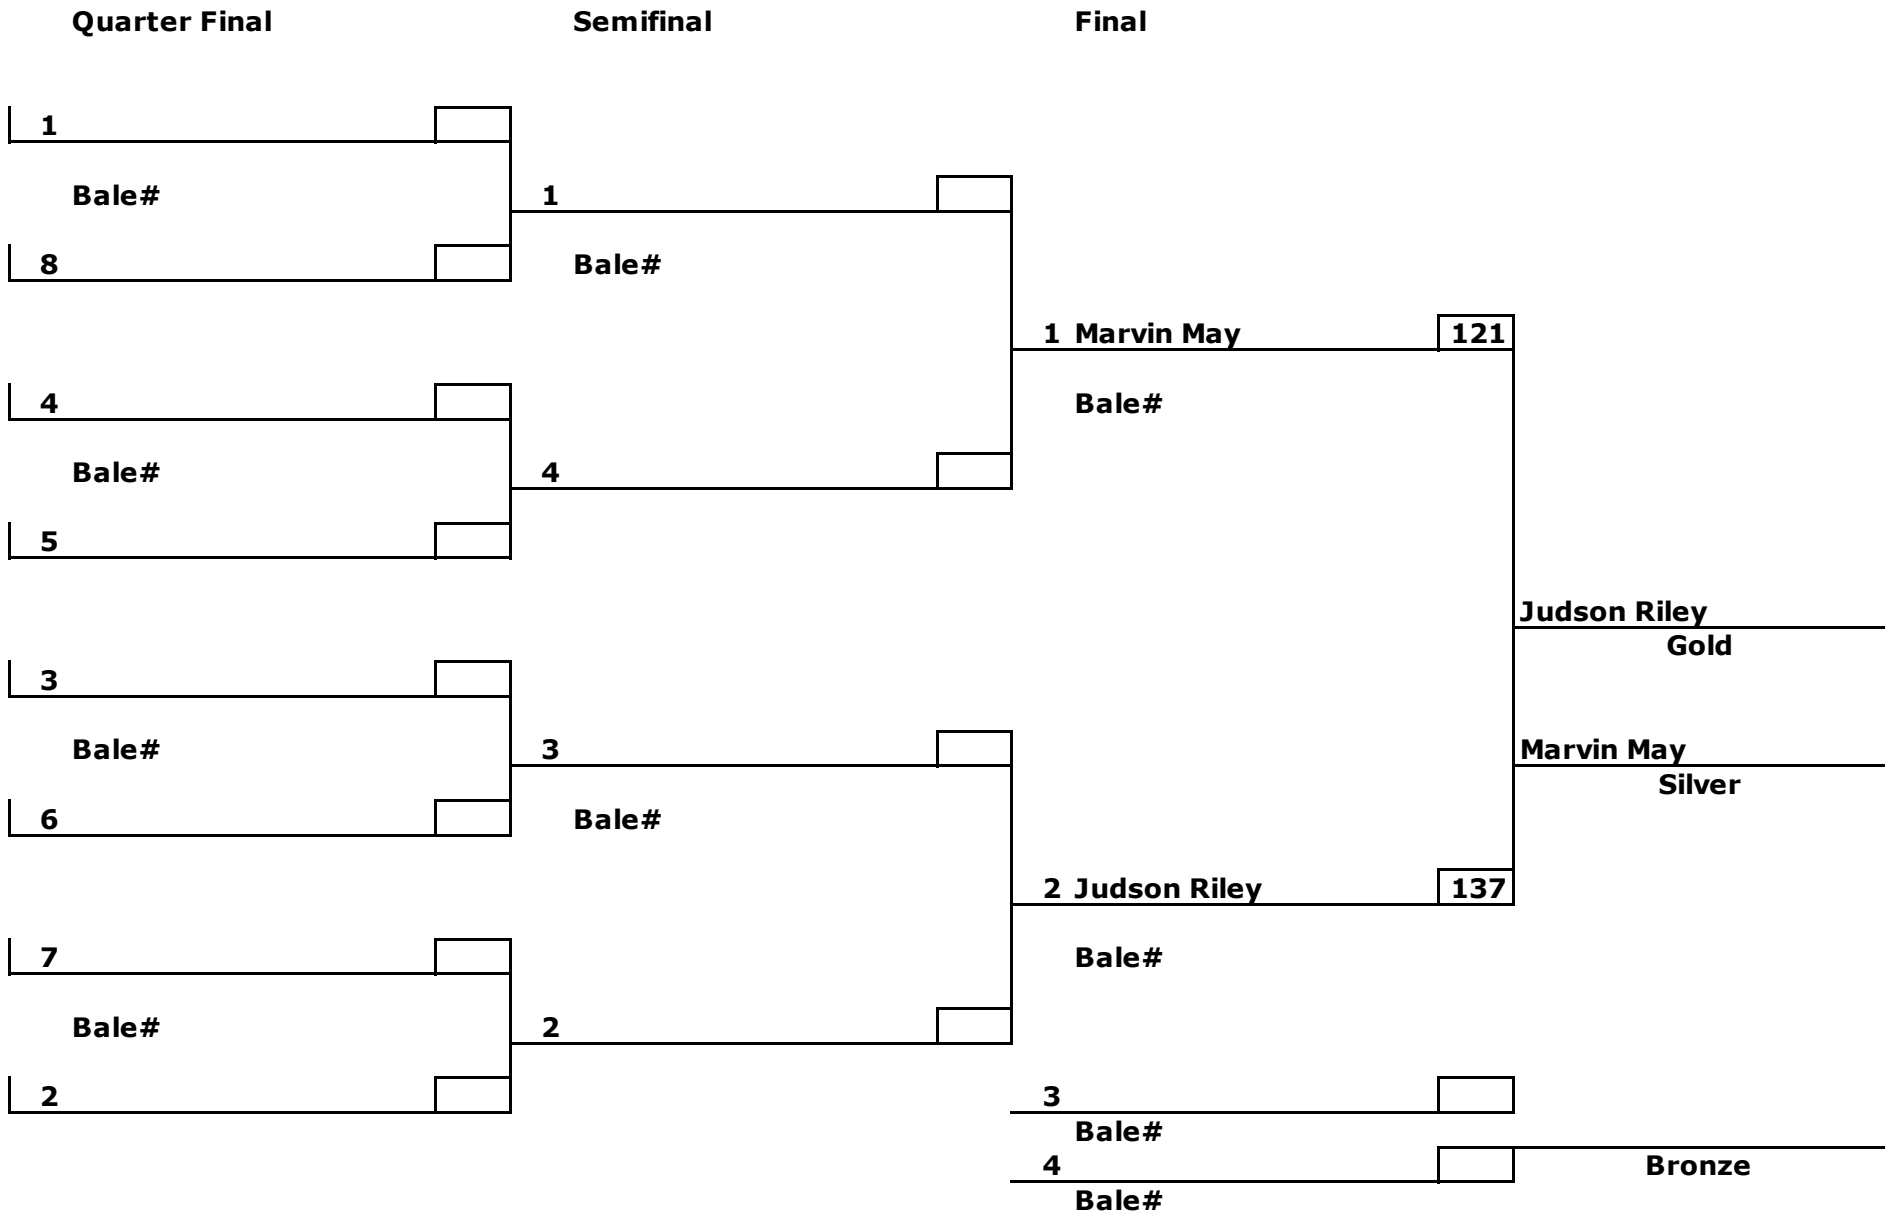 Quarter Final Semifinal Final
1
Bale# 1
8 Bale#
1 Marvin May 121
4 Bale#
Bale# 4
5
Judson Riley
Gold
3
Bale# 3 Marvin May
Silver
6 Bale#
2 Judson Riley 137
7 Bale#
Bale# 2
2 3
Bale#
4 Bronze
Bale#